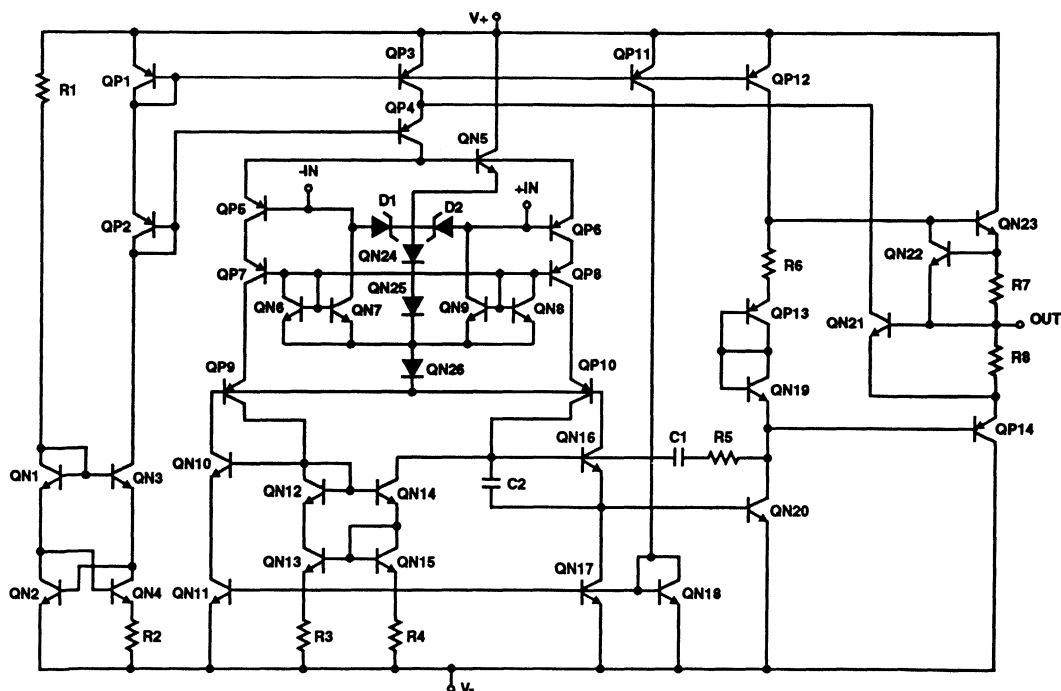 V+
QP3
QP11
QP1
QP12
R1
QP4
QN5
-IN
+IN
D1
D2
QP5
QP6
QP2
QN23
QN22
QN24
R6
QP7
QP8
R7
QN25
QN6
QN7
QN9
QN8
QP13
QN21
OUT
R8
QN26
QP9
QP10
QN19
QN16
C1
R5
QP14
QN1
QN3
QN10
QN12
QN14
C2
QN20
QN13
QN15
QN2
QN4
QN11
QN17
QN18
R2
R3
R4
V-